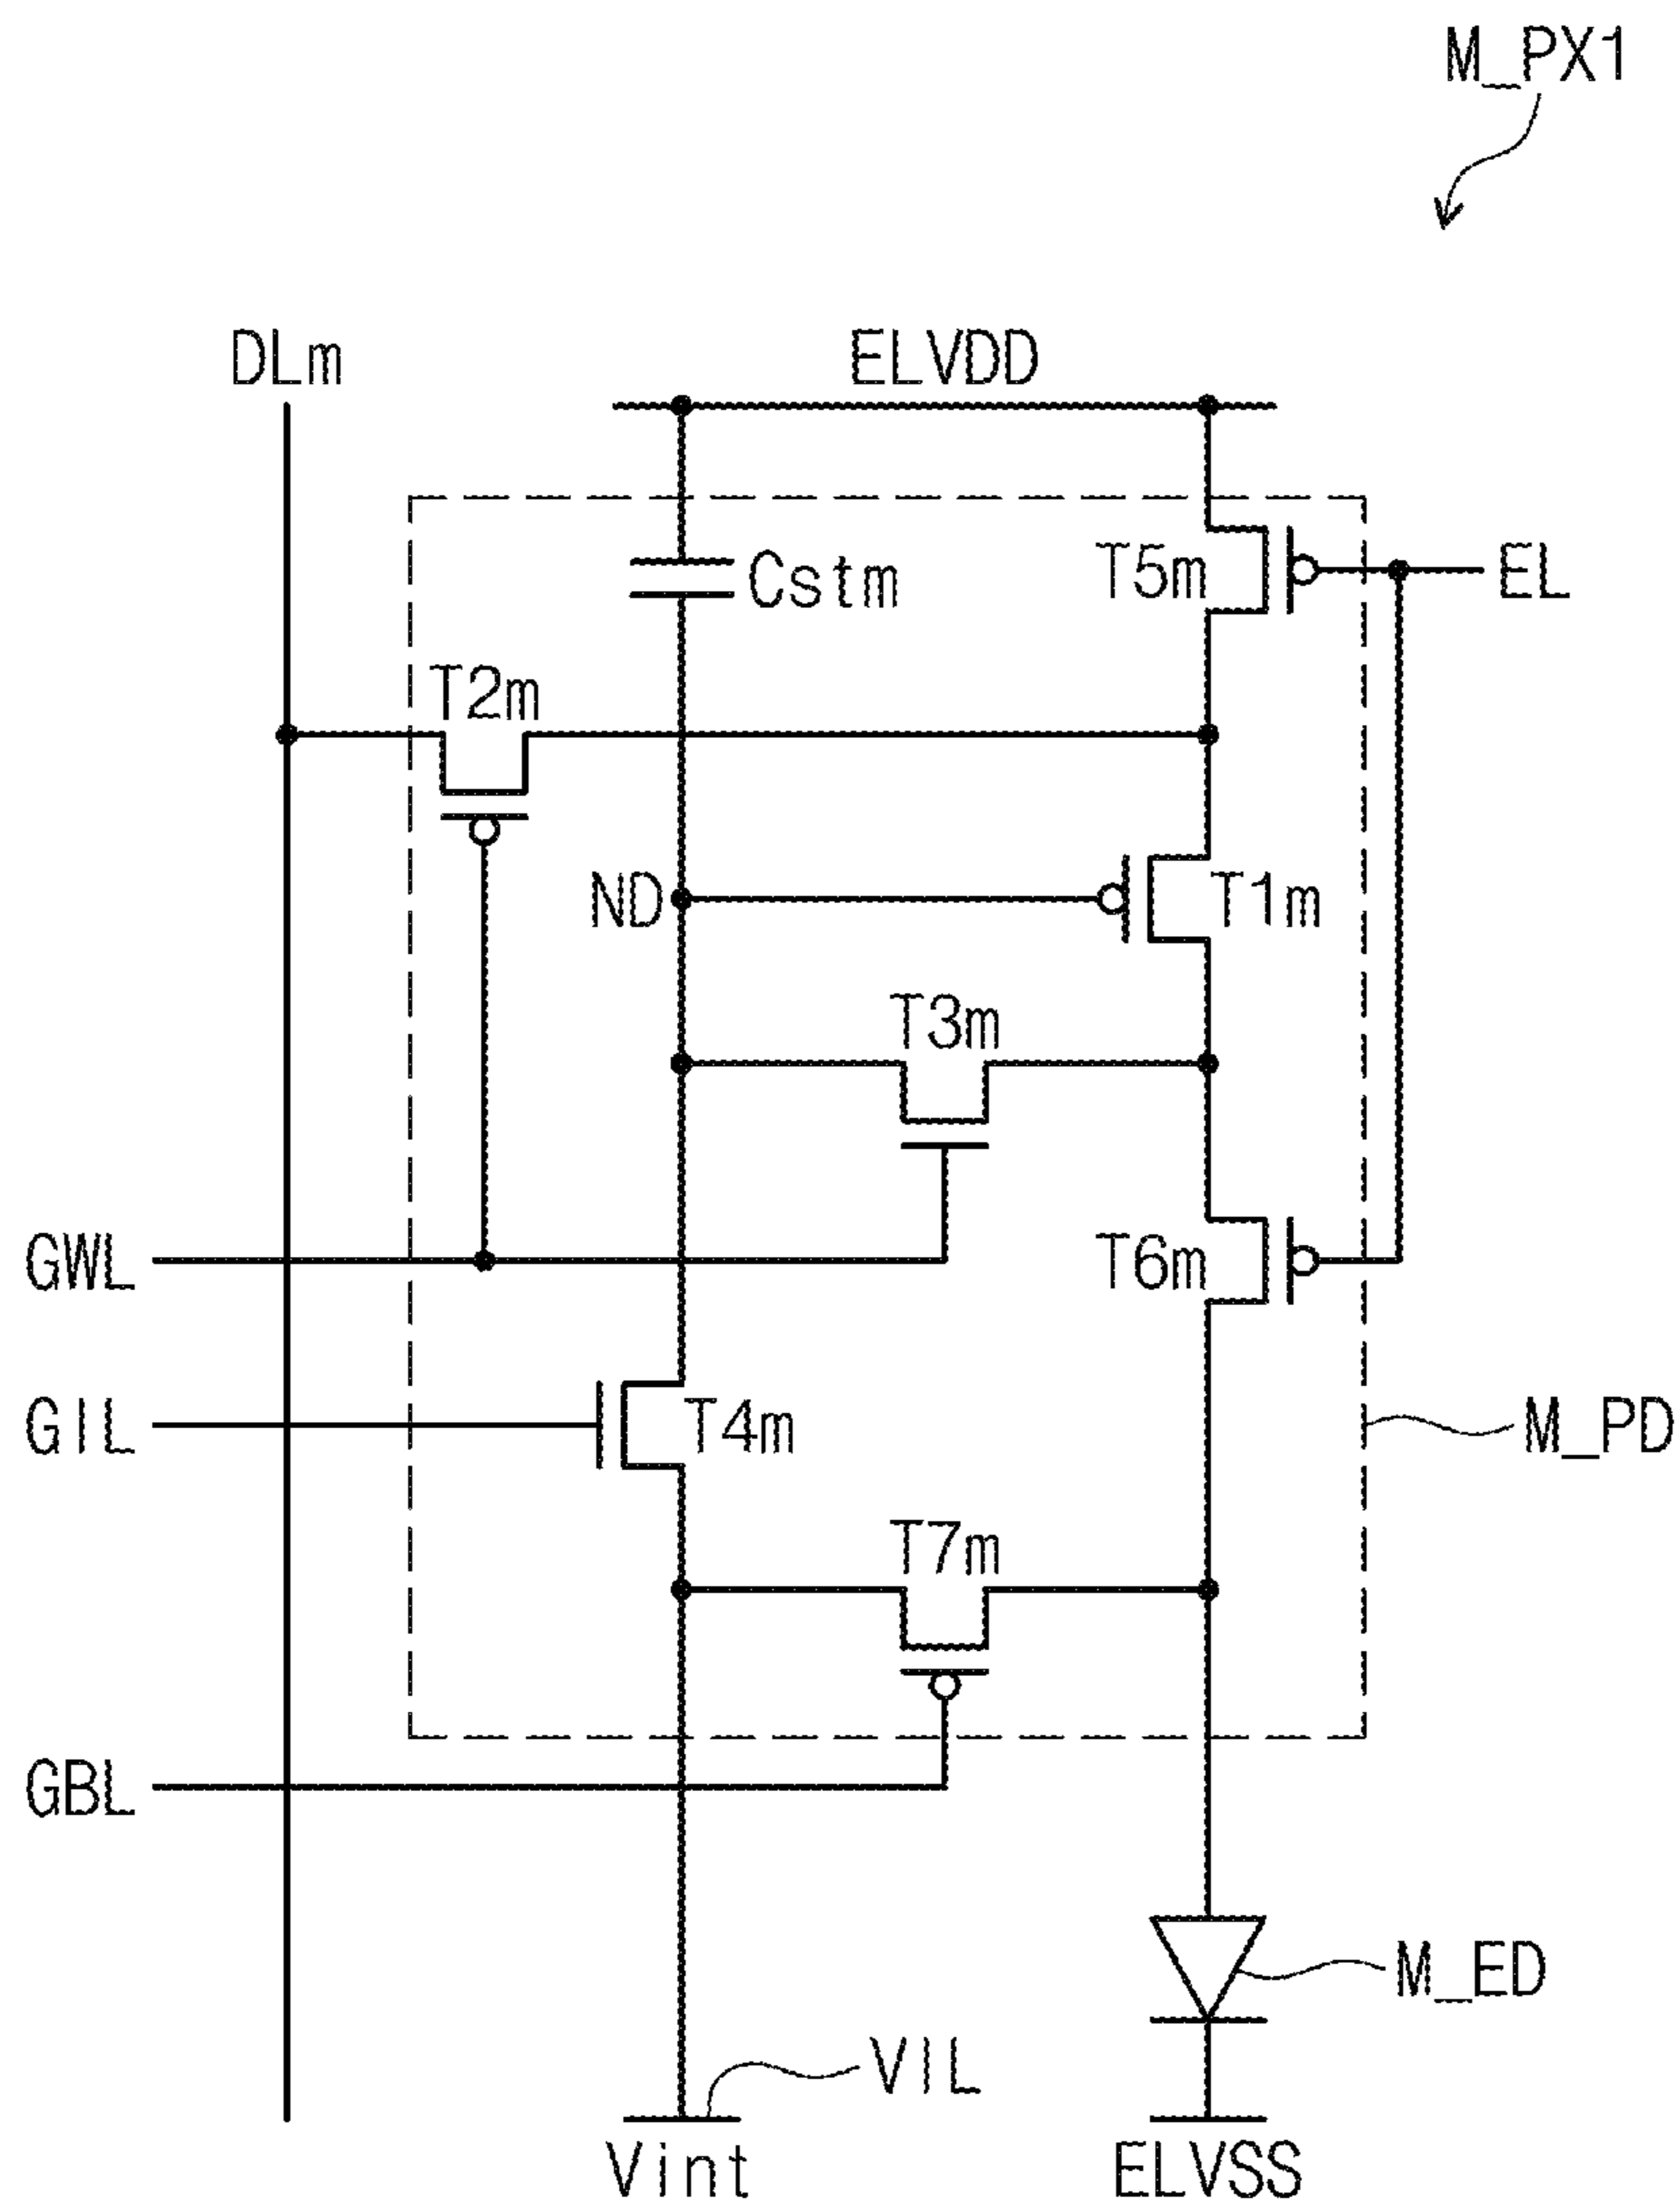 M_PX1
DLm
ELVDD
T5m
EL
Cstm
T2m
ND
T1m
T3m
GWL
T6m
GIL
T4m
M_PD
T7m
GBL
M_ED
VIL
Vint
ELVSS